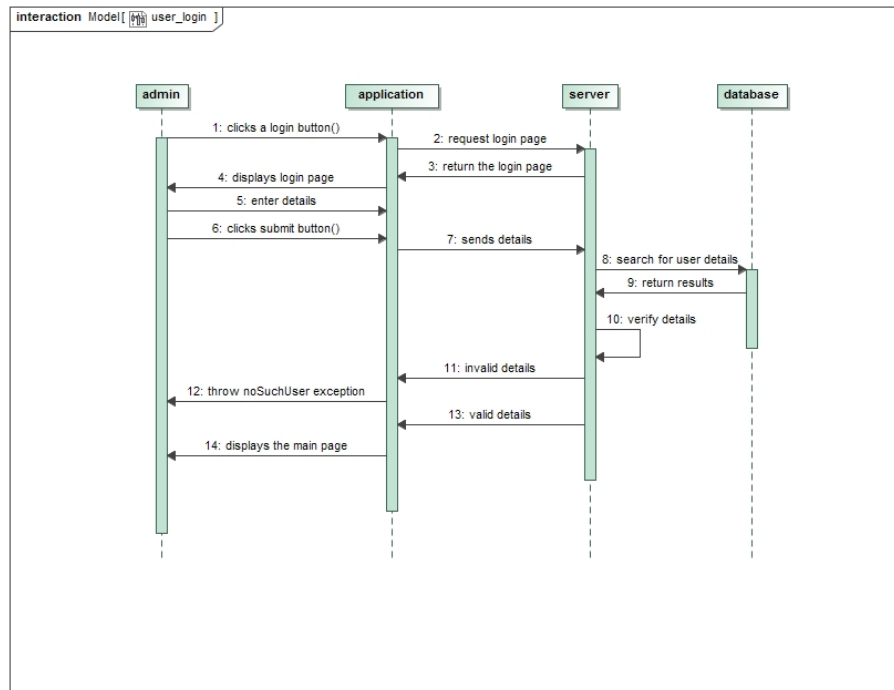 interaction Model[ user_login ]
admin
application
server
database
1: clicks a login button()
2: request login page
3: return the login page
4: displays login page
5: enter details
6: clicks submit button()
7: sends details
8: search for user details
9: return results
10: verify details
11: invalid details
12: throw noSuchUser exception
13: valid details
14: displays the main page